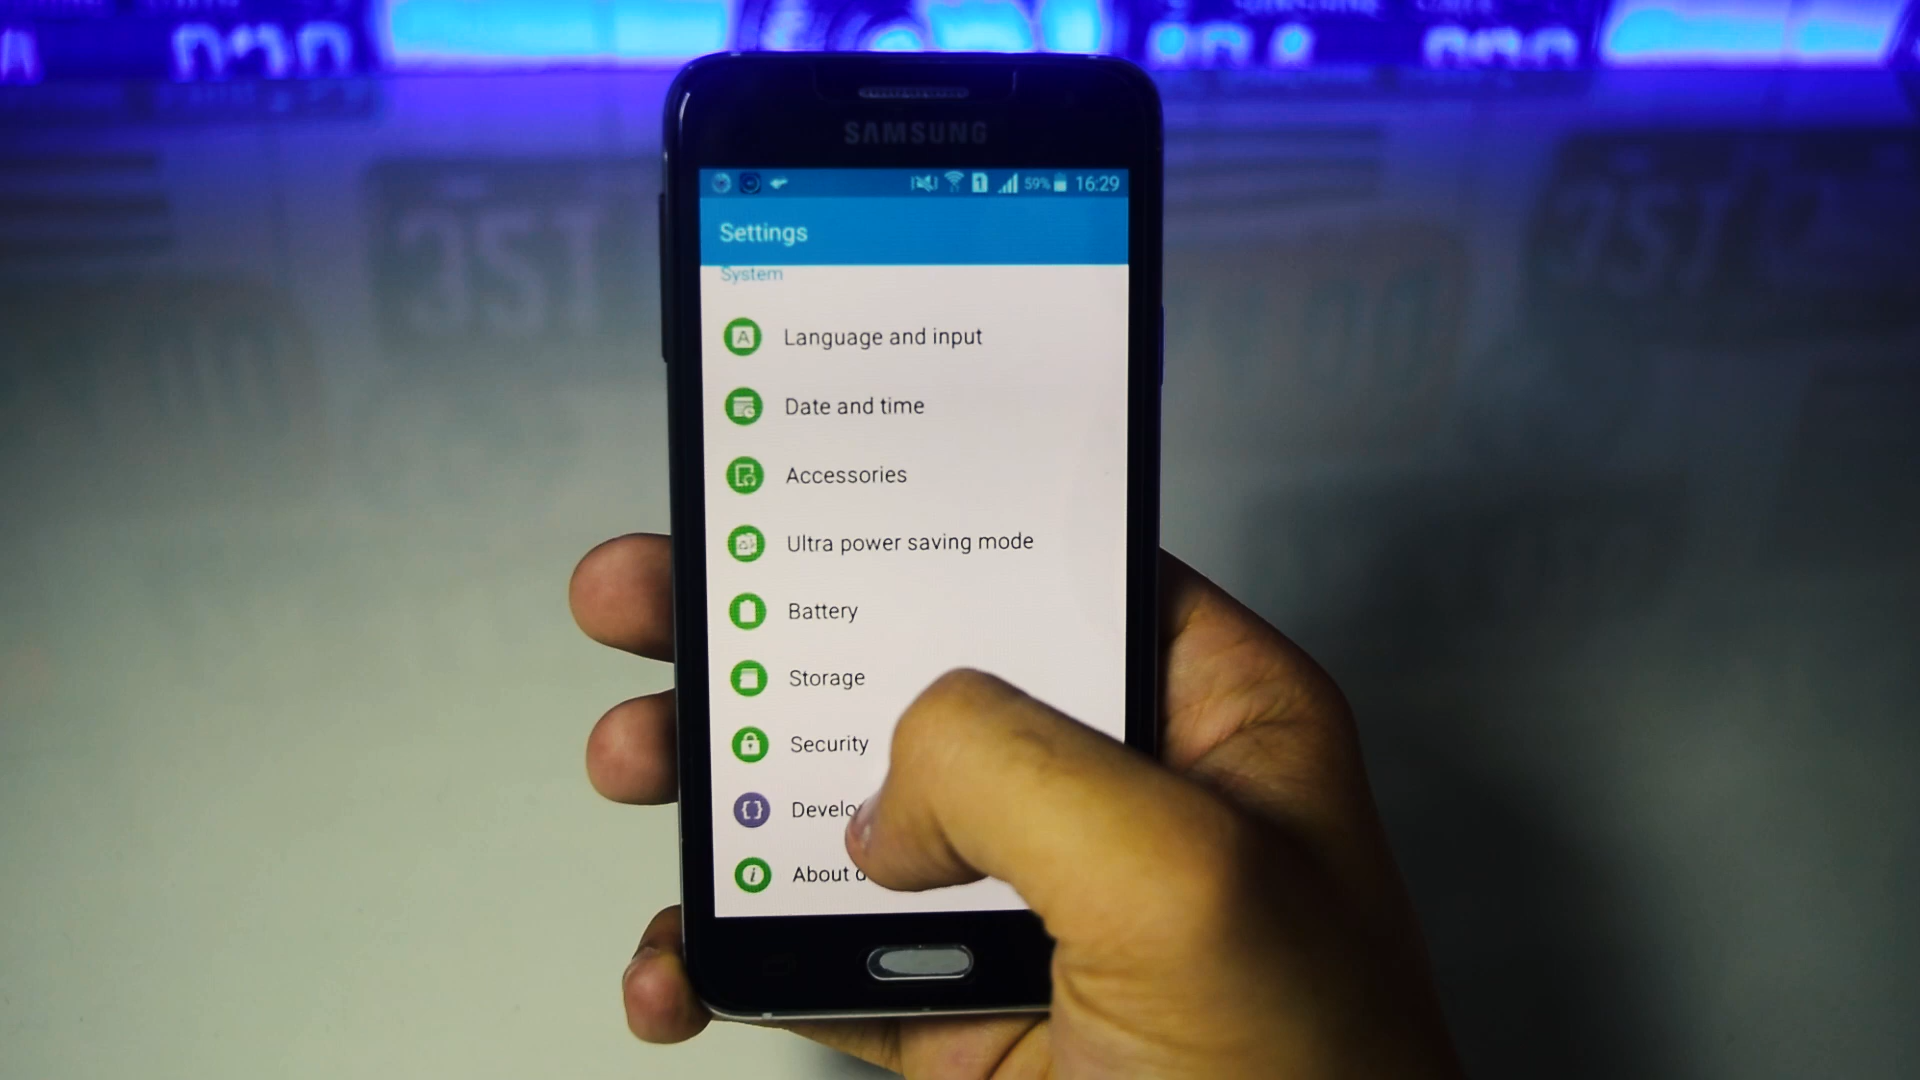 SAMSUNG
1 59% 16:29
Settings
System
Language and input
Date and time
Accessories
Ultra power saving mode
Battery
Storage
Security
Develo
About d